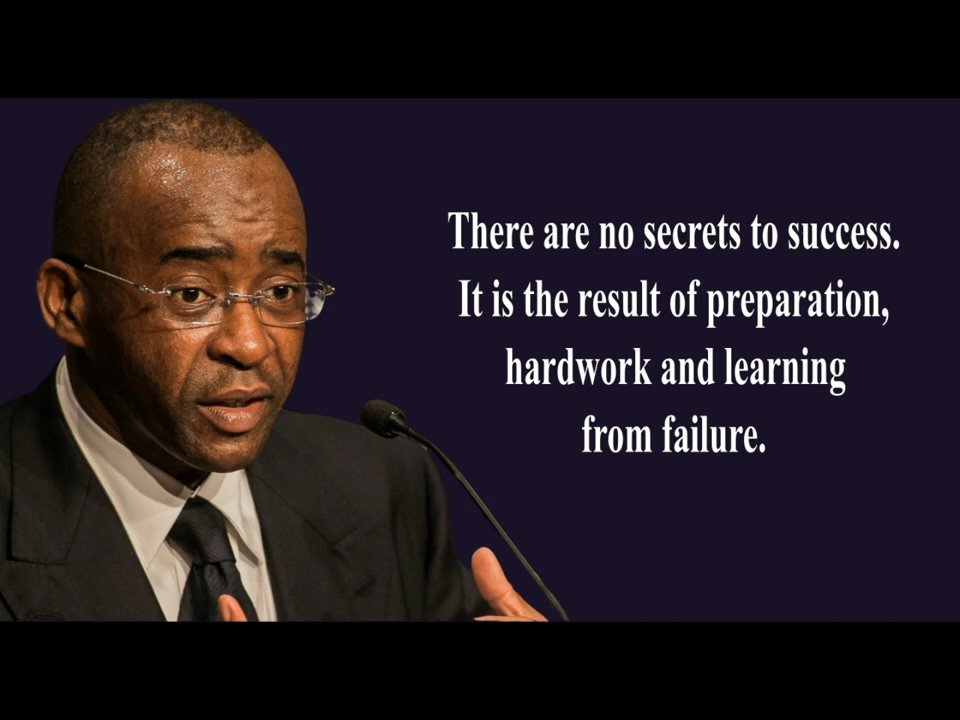 There are no secrets to success.
It is the result of preparation,
hardwork and learning
from failure.